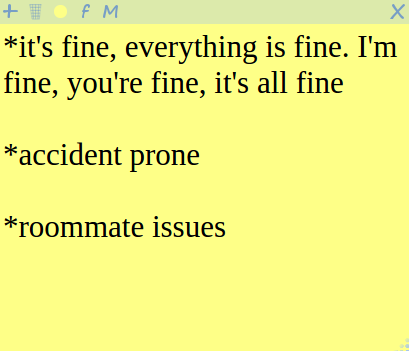 f M X
*it's fine, everything is fine. I'm
fine, you're fine, it's all fine
*accident prone
*roommate issues